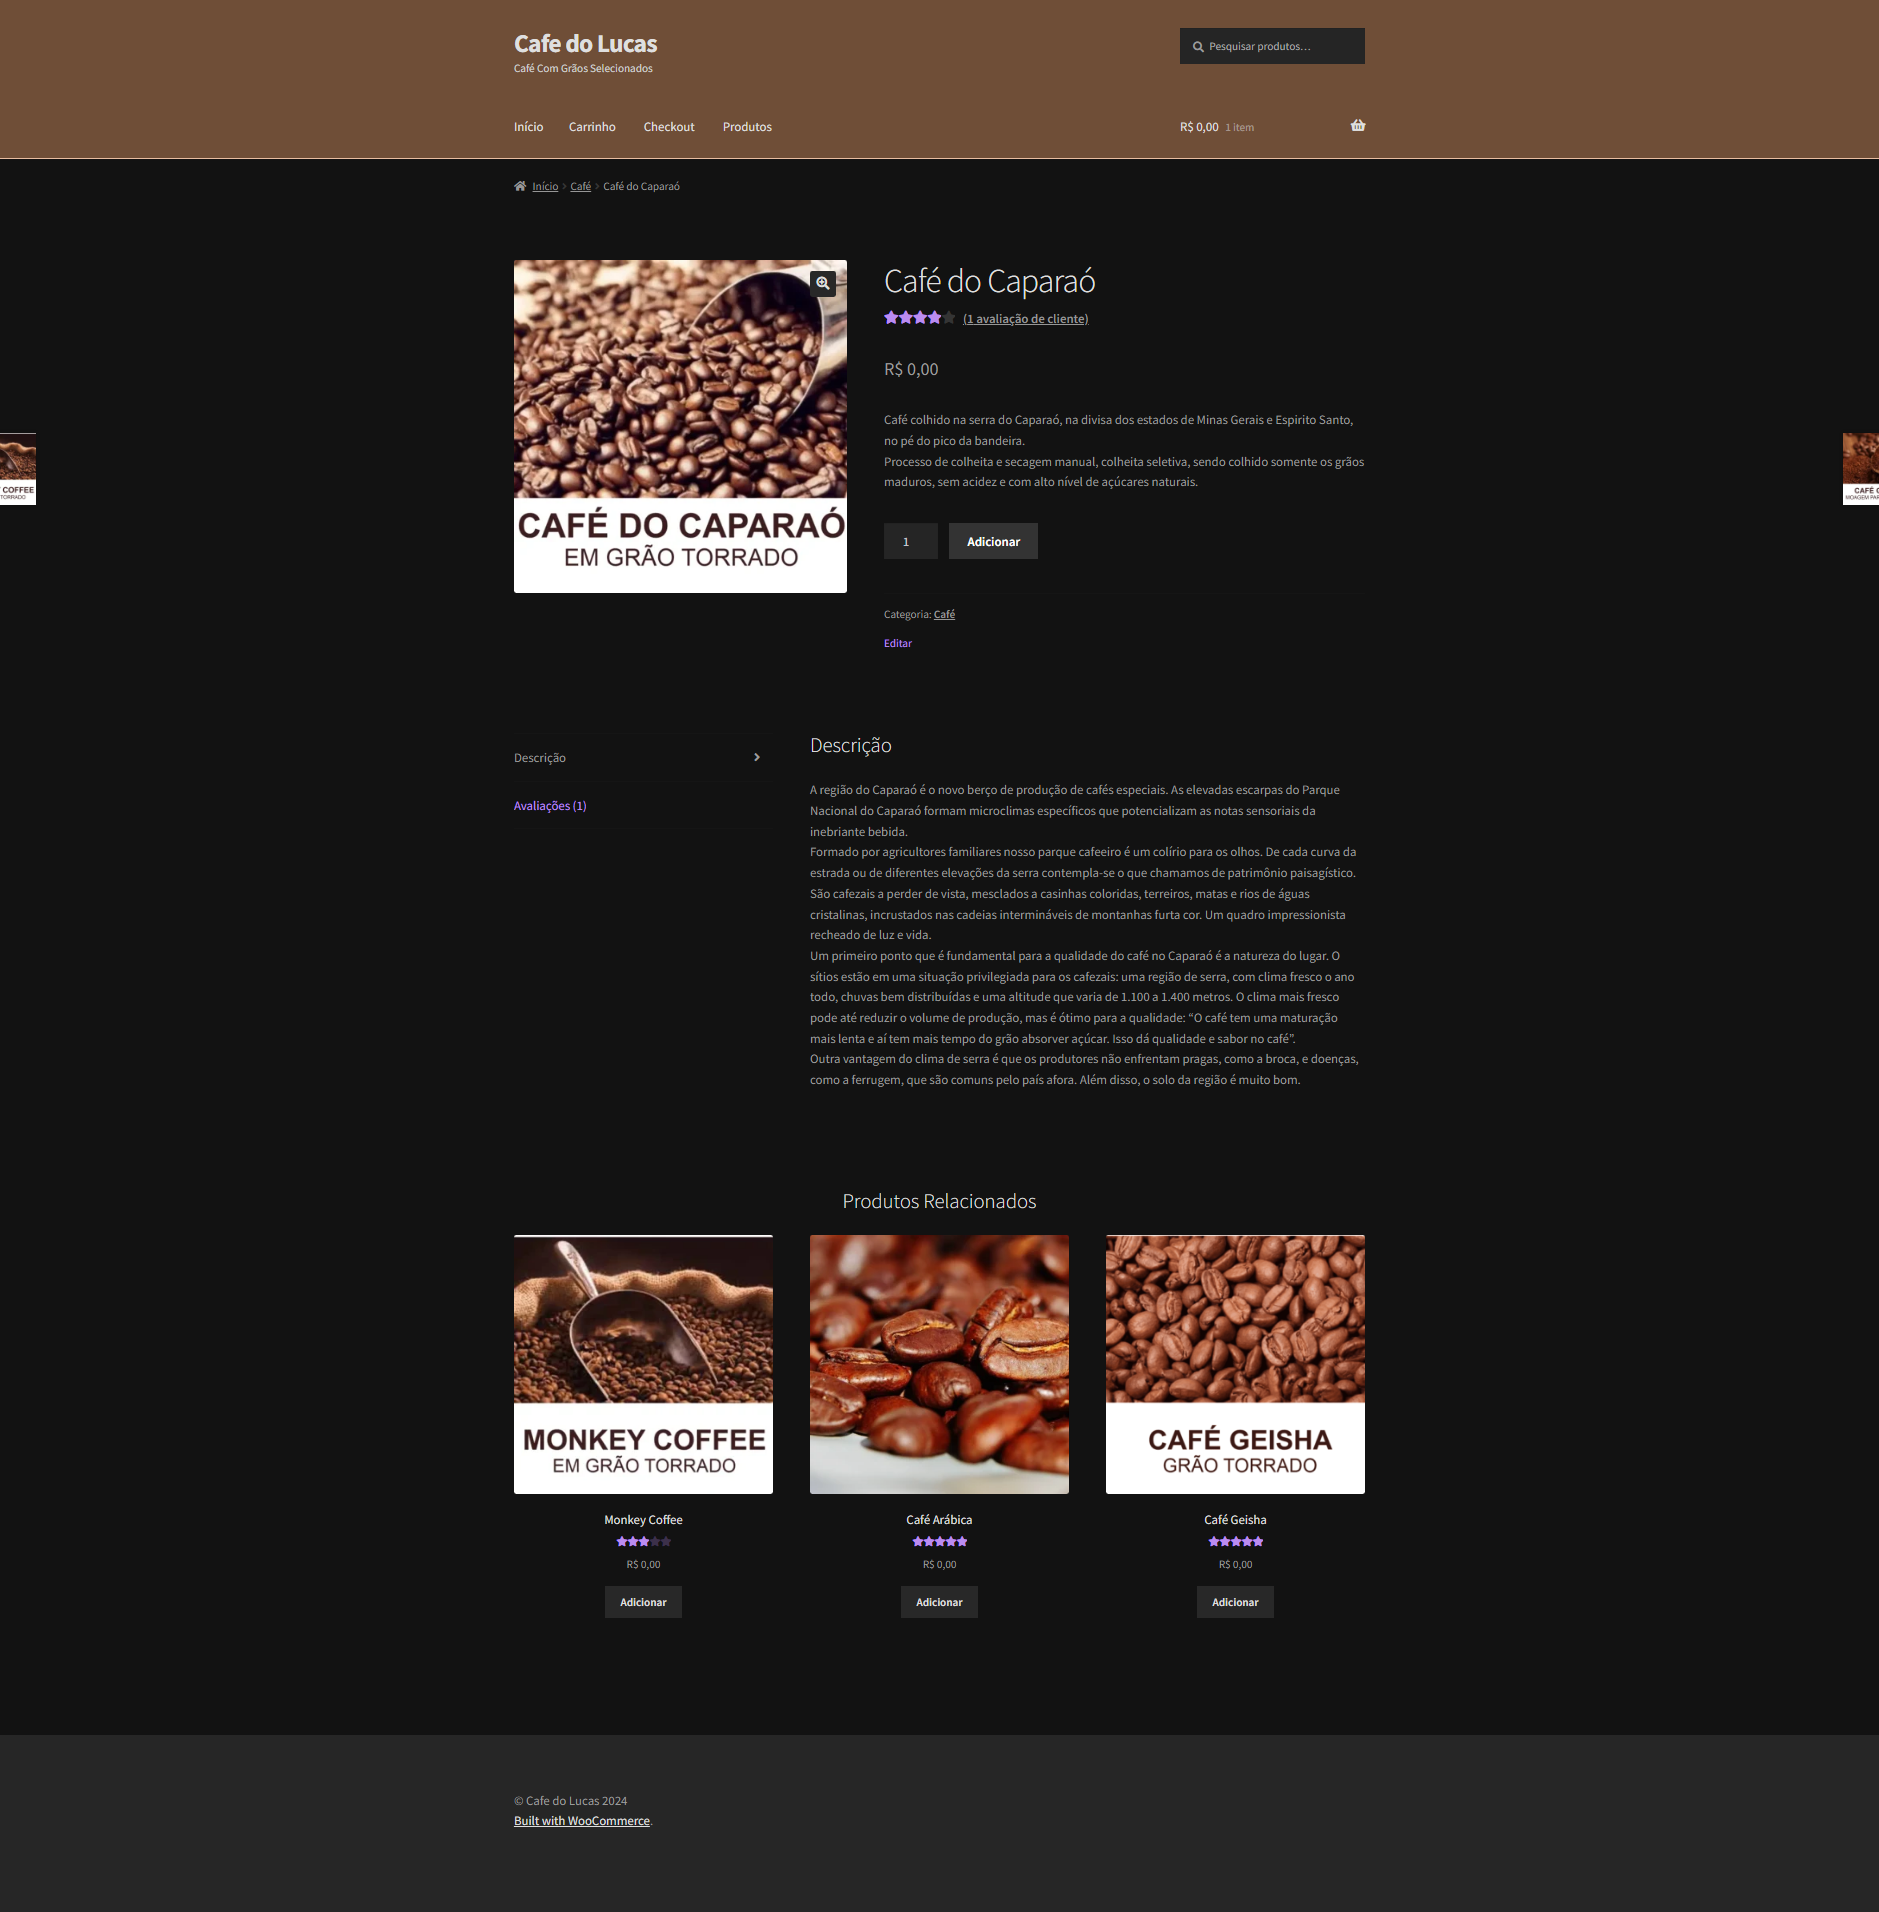 Cafe do Lucas
Café Com Grãos Selecionados
Pesquisar produtos…
Início
Carrinho
Checkout
Produtos
R$ 0,00 1 item
Início
Café
Café do Caparaó
CAFÉ DO CAPARAÓ
EM GRÃO TORRADO
Café do Caparaó
(1 avaliação de cliente)
R$ 0,00
Café colhido na serra do Caparaó, na divisa dos estados de Minas Gerais e Espirito Santo,
no pé do pico da bandeira.
Processo de colheita e secagem manual, colheita seletiva, sendo colhido somente os grãos
maduros, sem acidez e com alto nível de açúcares naturais.
1
Adicionar
Categoria: Café
Editar
COFFEE
TORRADO
CAFÉ
MOAGEM
Descrição
Avaliações (1)
Descrição
A região do Caparaó é o novo berço de produção de cafés especiais. As elevadas escarpas do Parque
Nacional do Caparaó formam microclimas específicos que potencializam as notas sensoriais da
inebriante bebida.
Formado por agricultores familiares nosso parque cafeeiro é um colírio para os olhos. De cada curva da
estrada ou de diferentes elevações da serra contempla-se o que chamamos de patrimônio paisagístico.
São cafezais a perder de vista, mesclados a casinhas coloridas, terreiros, matas e rios de águas
cristalinas, incrustados nas cadeias intermináveis de montanhas furta cor. Um quadro impressionista
recheado de luz e vida.
Um primeiro ponto que é fundamental para a qualidade do café no Caparaó é a natureza do lugar. O
sítios estão em uma situação privilegiada para os cafezais: uma região de serra, com clima fresco o ano
todo, chuvas bem distribuídas e uma altitude que varia de 1.100 a 1.400 metros. O clima mais fresco
pode até reduzir o volume de produção, mas é ótimo para a qualidade: “O café tem uma maturação
mais lenta e aí tem mais tempo do grão absorver açúcar. Isso dá qualidade e sabor no café”.
Outra vantagem do clima de serra é que os produtores não enfrentam pragas, como a broca, e doenças,
como a ferrugem, que são comuns pelo país afora. Além disso, o solo da região é muito bom.
Produtos Relacionados
MONKEY COFFEE
EM GRÃO TORRADO
Monkey Coffee
R$ 0,00
Adicionar
Café Arábica
R$ 0,00
Adicionar
CAFÉ GEISHA
GRÃO TORRADO
Café Geisha
R$ 0,00
Adicionar
© Cafe do Lucas 2024
Built with WooCommerce.